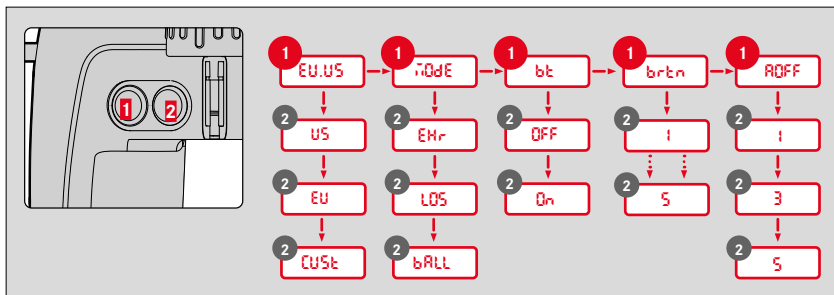 1 2
1 EU.US 1 MOdE 1 bt 1 brtn 1 AOFF
2 US 2 EHr 2 OFF 2 1 2 1
2 EU 2 LOS 2 On 2 5 2 3
2 CUSt 2 bALL 2 5